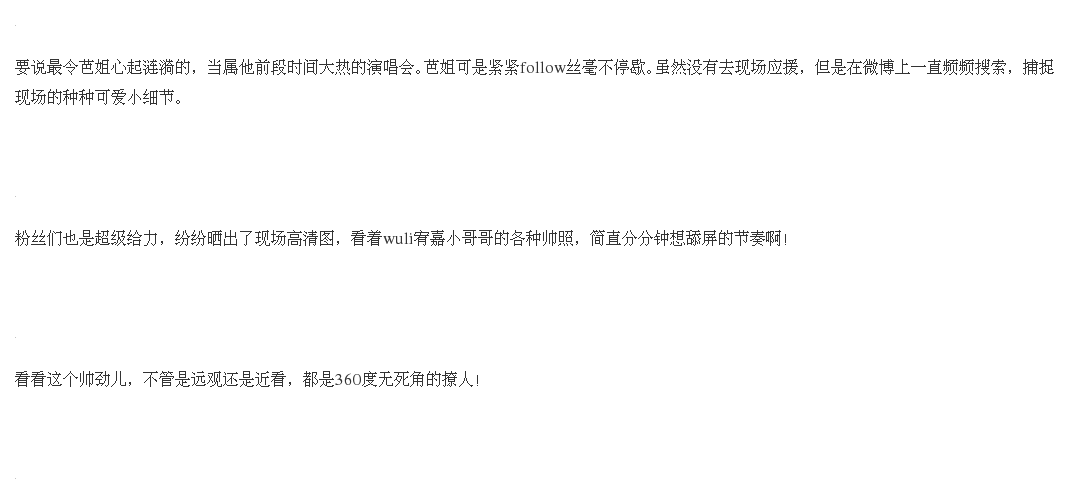 要说最令芭姐心起涟漪的，当属他前段时间大热的演唱会。芭姐可是紧紧follow丝毫不停歇。虽然没有去现场应援，但是在微博上一直频频搜索，捕捉
现场的种种可爱小细节。
粉丝们也是超级给力，纷纷晒出了现场高清图，看着wuli宥嘉小哥哥的各种帅照，简直分分钟想舔屏的节奏啊！
看看这个帅劲儿，不管是远观还是近看，都是360度无死角的撩人！